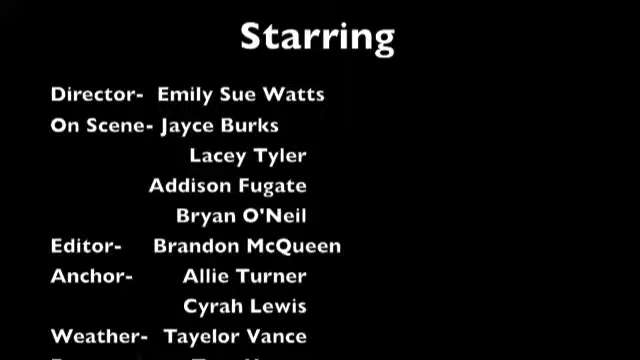 Starring
Director- Emily Sue Watts
On Scene- Jayce Burks
Lacey Tyler
Addison Fugate
Bryan O'Neil
Editor- Brandon McQueen
Anchor- Allie Turner
Cyrah Lewis
Weather- Tayelor Vance